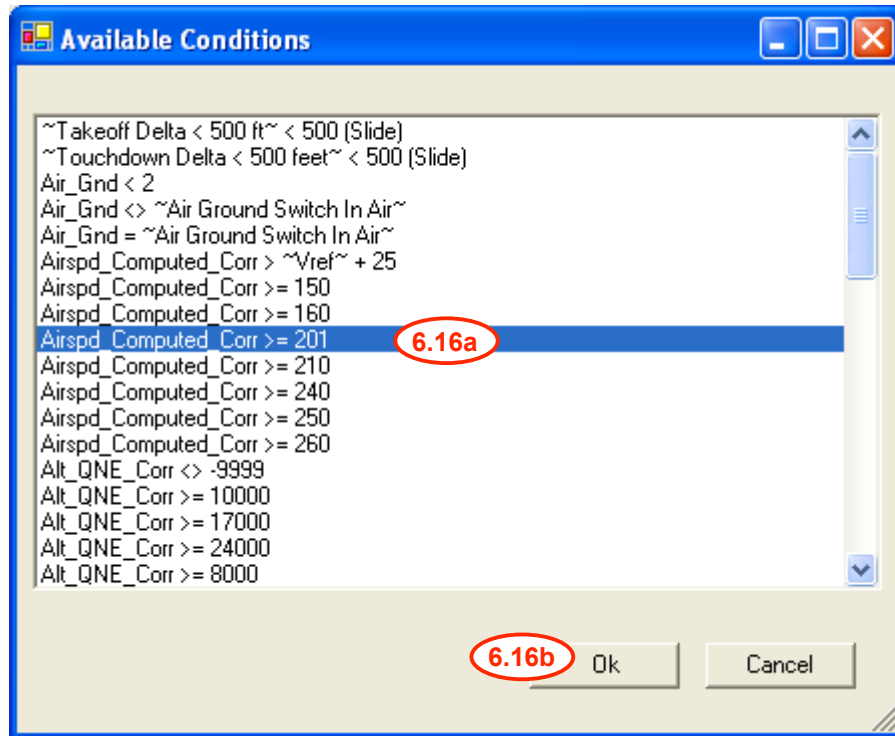 Available Conditions
~Takeoff Delta < 500 ft~ < 500 (Slide)
~Touchdown Delta < 500 feet~ < 500 (Slide)
Air_Gnd < 2
Air_Gnd <> ~Air Ground Switch In Air~
Air_Gnd = ~Air Ground Switch In Air~
Airspd_Computed_Corr > ~Vref~ + 25
Airspd_Computed_Corr >= 150
Airspd_Computed_Corr >= 160
Airspd_Computed_Corr >= 201 6.16a
Airspd_Computed_Corr >= 210
Airspd_Computed_Corr >= 240
Airspd_Computed_Corr >= 250
Airspd_Computed_Corr >= 260
Alt_QNE_Corr <> -9999
Alt_QNE_Corr >= 10000
Alt_QNE_Corr >= 17000
Alt_QNE_Corr >= 24000
Alt_QNE_Corr >= 8000
6.16b Ok Cancel